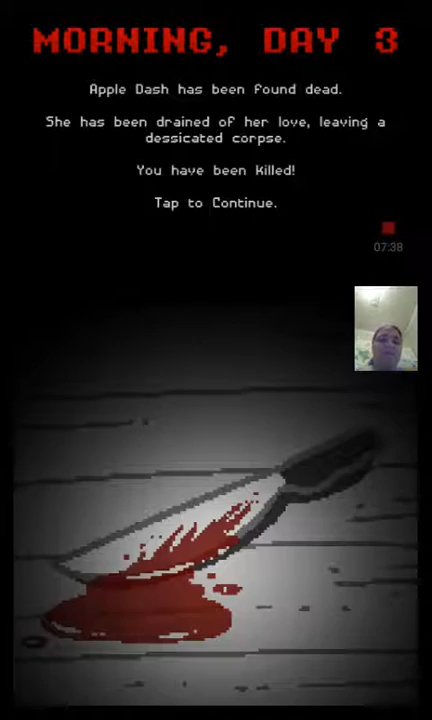 MORNING, DAY 3
Apple Dash has been found dead.
She has been drained of her love, leaving a
dessicated corpse.
You have been killed!
Tap to Continue.
07:38